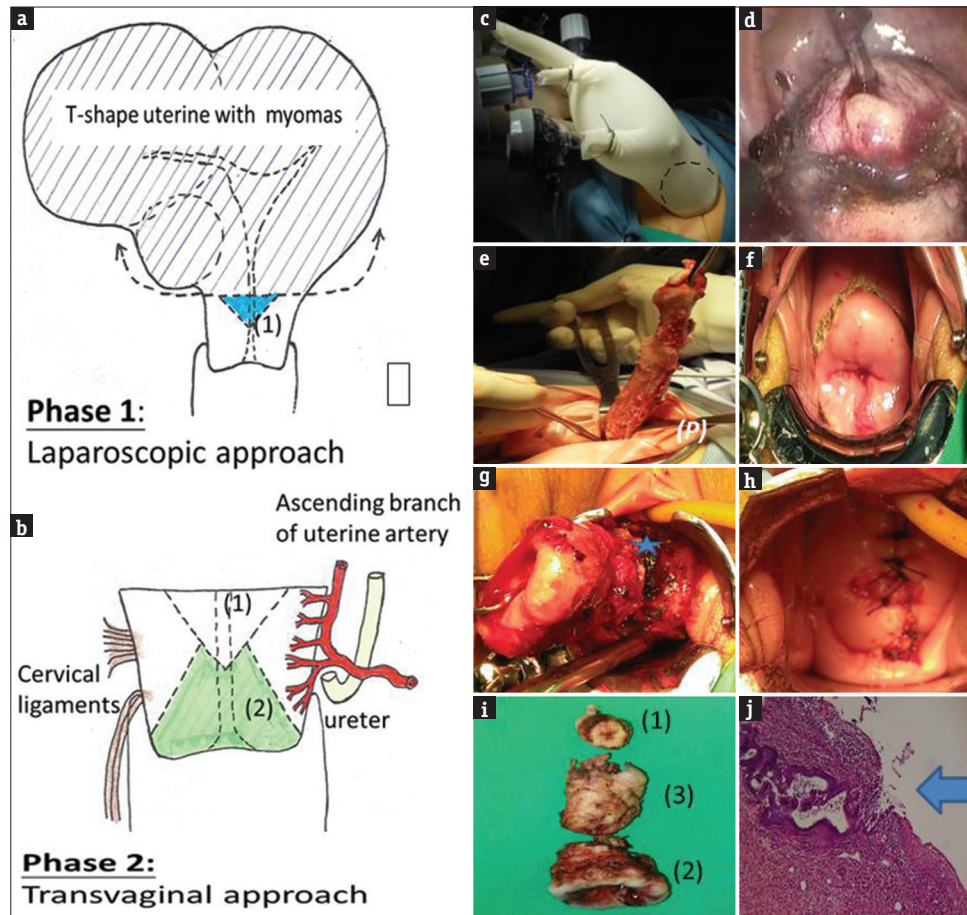 a
T-shape uterine with myomas
(1)
Phase 1:
Laparoscopic approach
b
Ascending branch
of uterine artery
(1)
Cervical
ligaments
(2)
ureter
Phase 2:
Transvaginal approach
c
d
e
(P)
f
g
h
i
(1)
(3)
(2)
j